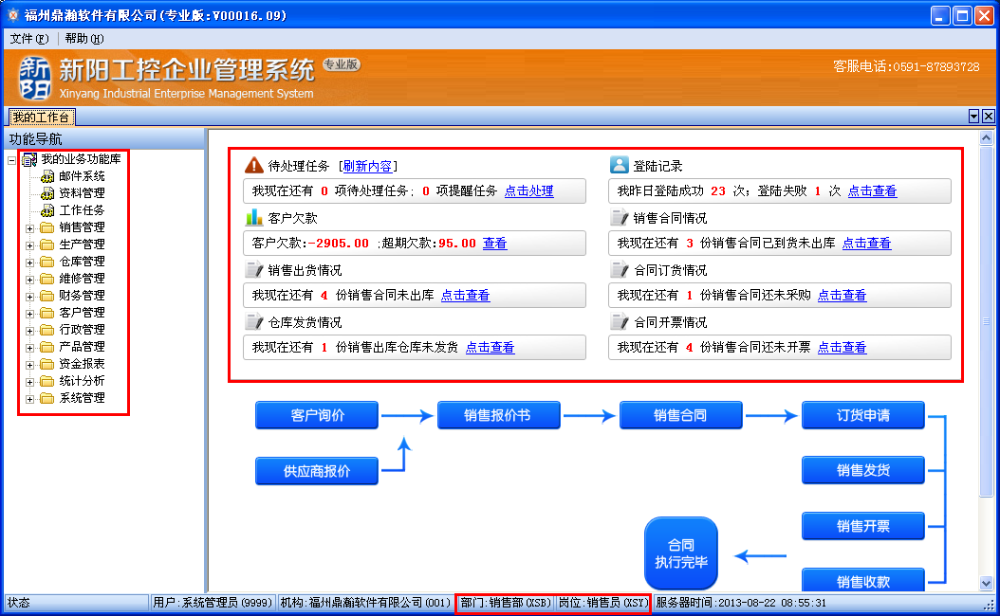 福州鼎瀚软件有限公司(专业版:V00016.09)
文件(F) 帮助(H)
新阳
新阳工控企业管理系统 专业版
Xinyang Industrial Enterprise Management System
客服电话:0591-87893728
我的工作台
功能导航
我的业务功能库
邮件系统
资料管理
工作任务
销售管理
生产管理
仓库管理
维修管理
财务管理
客户管理
行政管理
产品管理
资金报表
统计分析
系统管理
待处理任务 [刷新内容]
我现在还有 0 项待处理任务; 0 项提醒任务 点击处理
客户欠款
客户欠款:-2905.00 ;超期欠款:95.00 查看
销售出货情况
我现在还有 4 份销售合同未出库 点击查看
仓库发货情况
我现在还有 1 份销售出库仓库未发货 点击查看
登陆记录
我昨日登陆成功 23 次; 登陆失败 1 次 点击查看
销售合同情况
我现在还有 3 份销售合同已到货未出库 点击查看
合同订货情况
我现在还有 1 份销售合同还未采购 点击查看
合同开票情况
我现在还有 4 份销售合同还未开票 点击查看
客户询价
销售报价书
销售合同
订货申请
供应商报价
销售发货
销售开票
合同
执行完毕
销售收款
状态
用户:系统管理员(9999)
机构:福州鼎瀚软件有限公司(001)
部门:销售部(XSB)
岗位:销售员(XSY)
服务器时间:2013-08-22 08:55:31